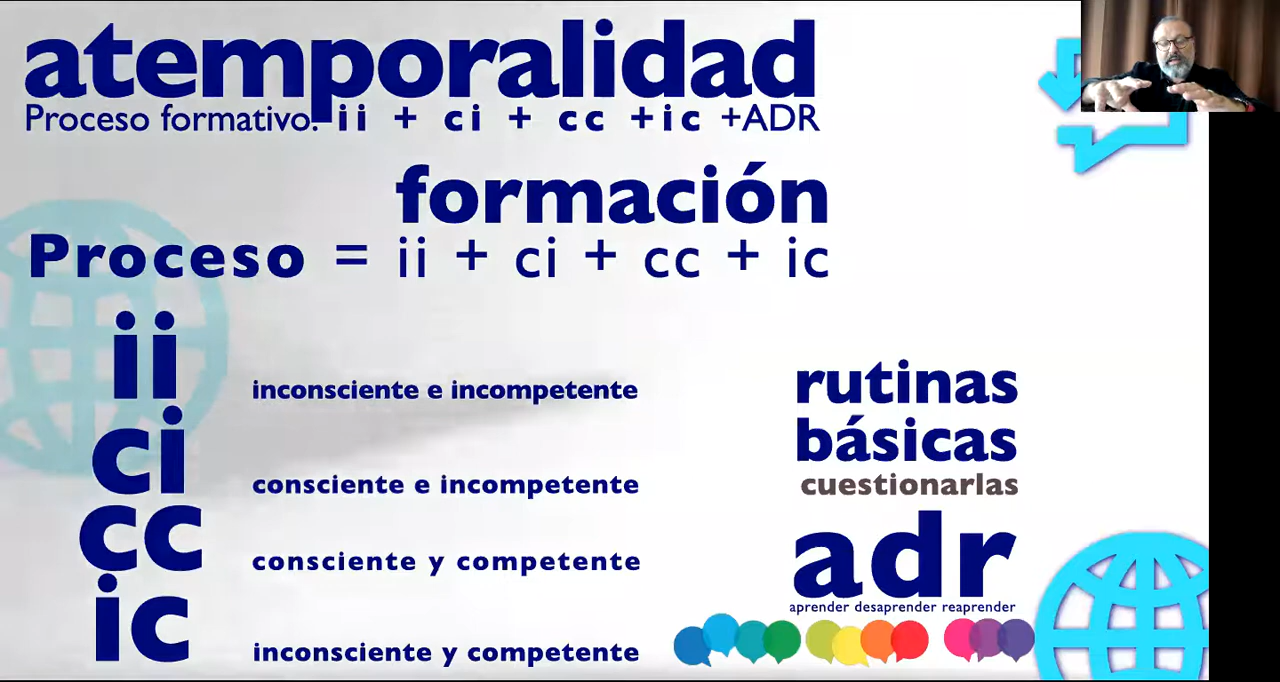 atemporalidad
Proceso formativo. ii + ci + cc +ic +ADR
formación
Proceso = ii + ci + cc + ic
ii inconsciente e incompetente
ci consciente e incompetente
cc consciente y competente
ic inconsciente y competente
rutinas
básicas
cuestionarlas
adr
aprender desaprender reaprender